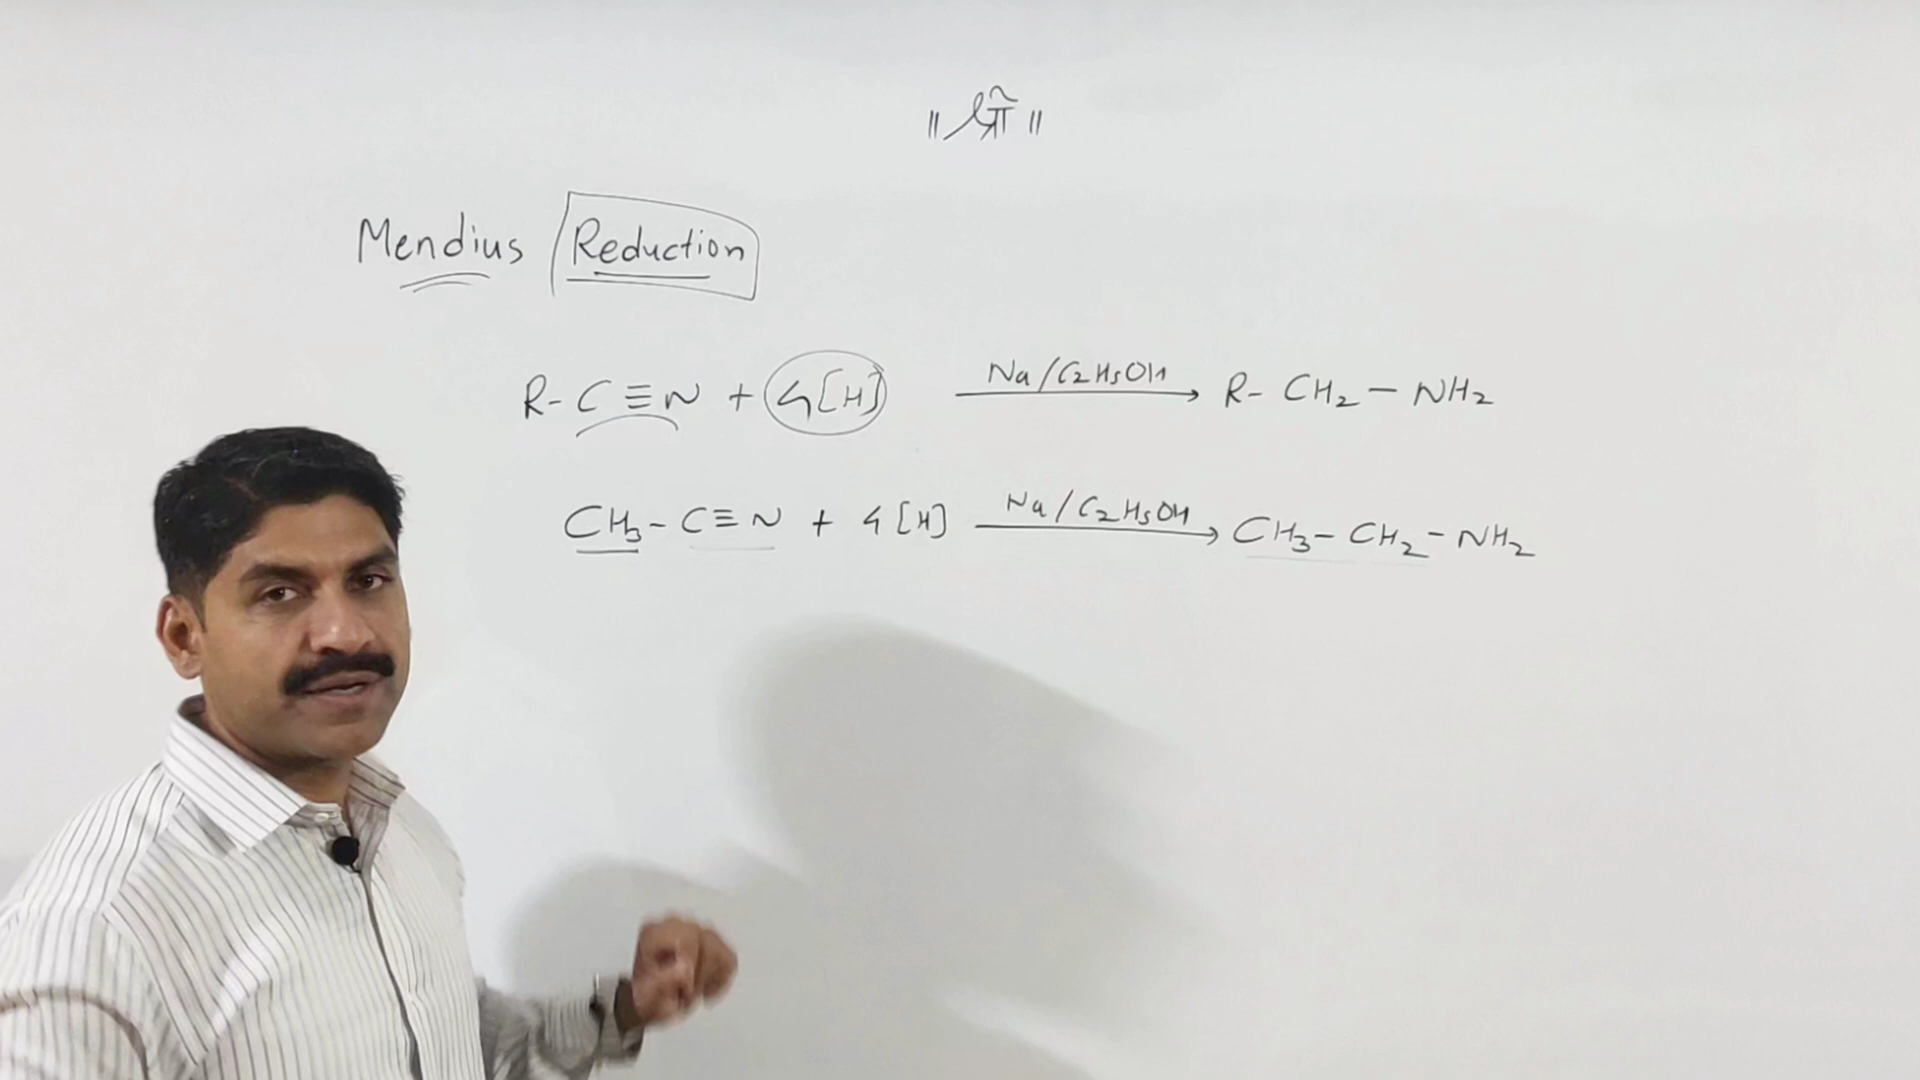 ॥ श्री ॥
Mendius Reduction
R-C≡N + 4[H] Na/C2H5OH → R-CH2-NH2
CH3-C≡N + 4[H] Na/C2H5OH → CH3-CH2-NH2